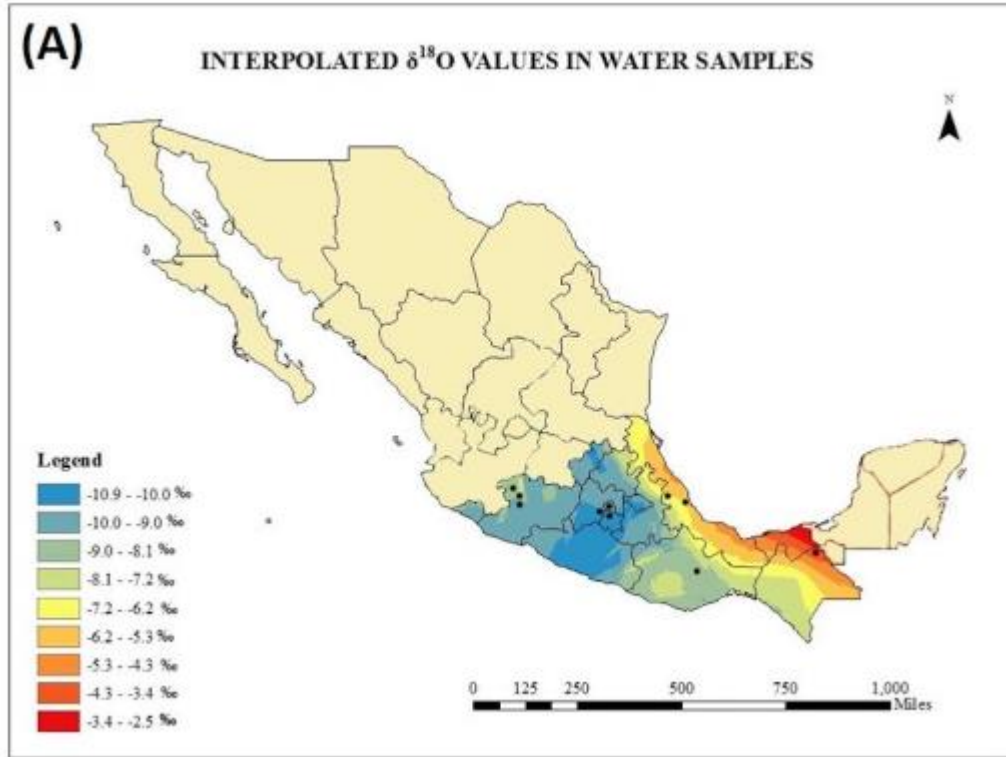 (A)
INTERPOLATED δ¹⁸O VALUES IN WATER SAMPLES
N
Legend
-10.9 - -10.0 ‰
-10.0 - -9.0 ‰
-9.0 - -8.1 ‰
-8.1 - -7.2 ‰
-7.2 - -6.2 ‰
-6.2 - -5.3 ‰
-5.3 - -4.3 ‰
-4.3 - -3.4 ‰
-3.4 - -2.5 ‰
0 125 250 500 750 1,000
Miles